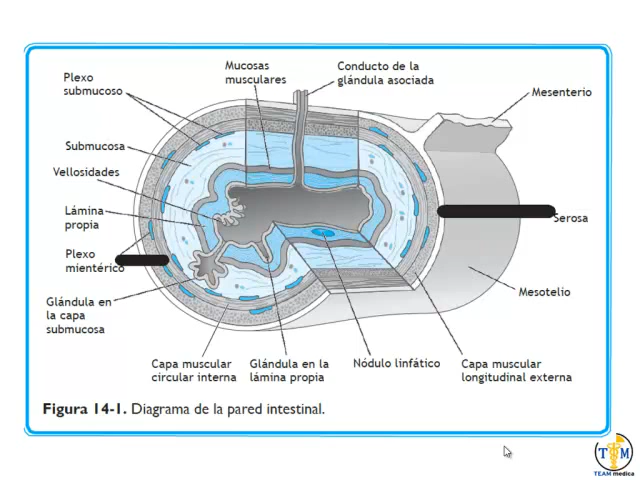 Plexo
submucoso
Mucosas
musculares
Conducto de la
glándula asociada
Mesenterio
Submucosa
Vellosidades
Lámina
propia
Serosa
Plexo
mientérico
Mesotelio
Glándula en
la capa
submucosa
Capa muscular
circular interna
Glándula en la
lámina propia
Nódulo linfático
Capa muscular
longitudinal externa
Figura 14-1. Diagrama de la pared intestinal.
T M
TEAM medica